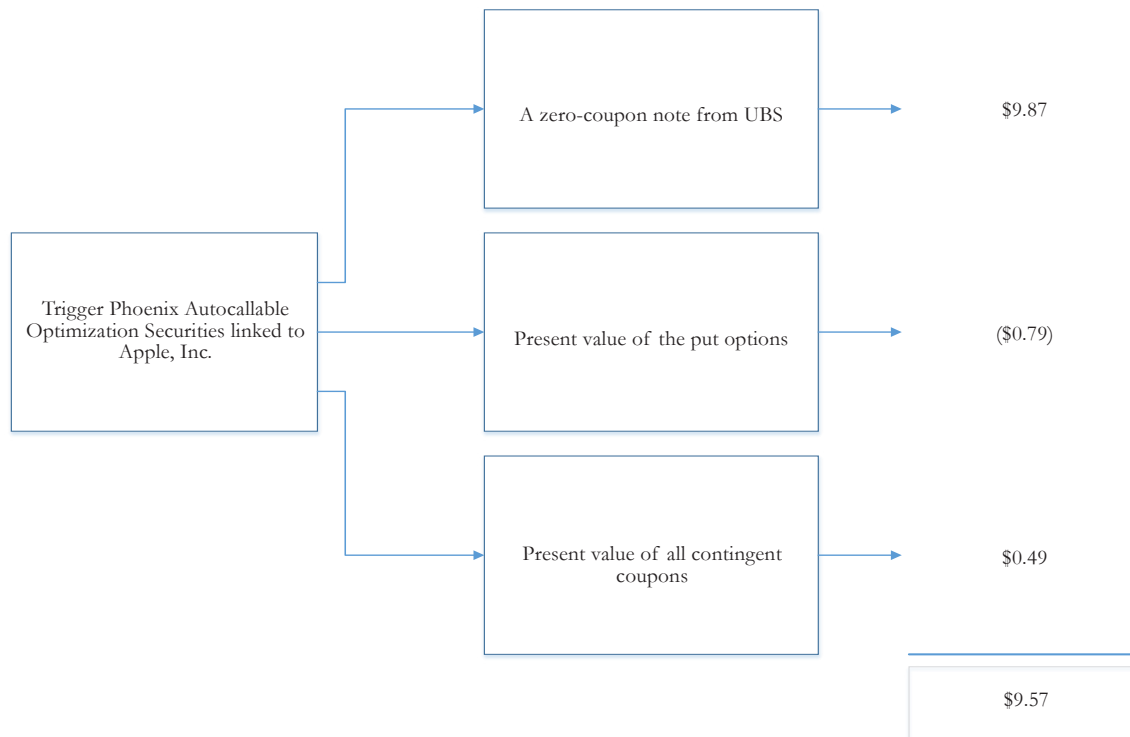 A zero-coupon note from UBS
$9.87
Trigger Phoenix Autocallable
Optimization Securities linked to
Apple, Inc.
Present value of the put options
($0.79)
Present value of all contingent
coupons
$0.49
$9.57